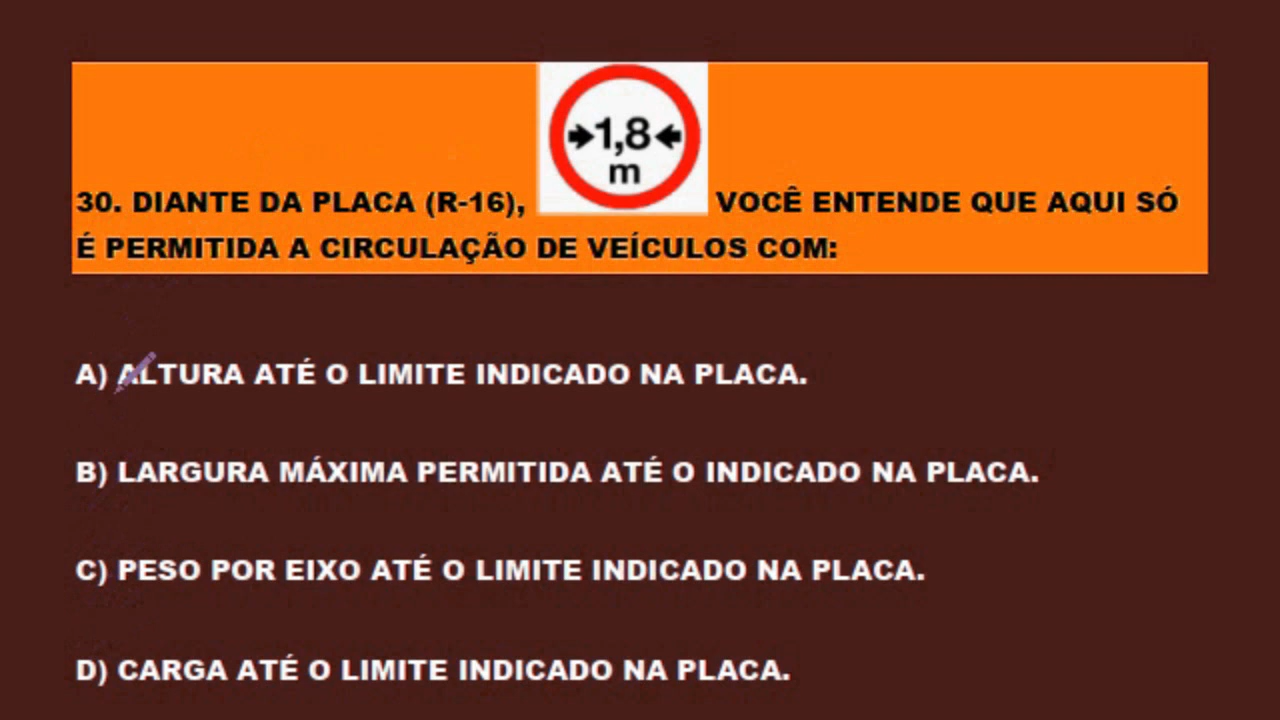 1,8
m
30. DIANTE DA PLACA (R-16), VOCÊ ENTENDE QUE AQUI SÓ
É PERMITIDA A CIRCULAÇÃO DE VEÍCULOS COM:
A) ALTURA ATÉ O LIMITE INDICADO NA PLACA.
B) LARGURA MÁXIMA PERMITIDA ATÉ O INDICADO NA PLACA.
C) PESO POR EIXO ATÉ O LIMITE INDICADO NA PLACA.
D) CARGA ATÉ O LIMITE INDICADO NA PLACA.